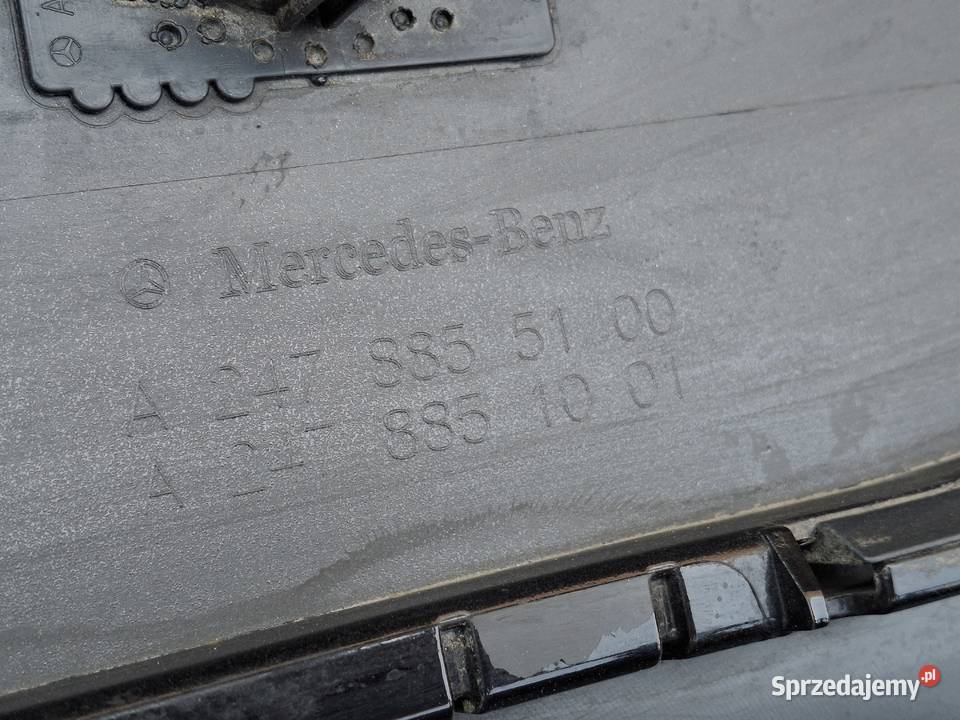 A
Mercedes-Benz
A 247 885 51 00
A 247 885 10 01
Sprzedajemy.pl